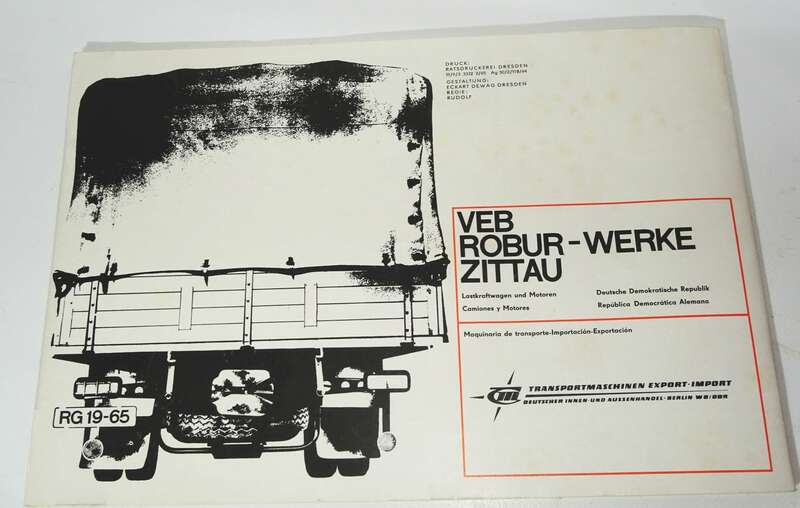 DRUCK:
RATSDRUCKEREI DRESDEN
GESTALTUNG:
ECKART DEWAG DRESDEN
REGIE:
RUDOLF
VEB
ROBUR-WERKE
ZITTAU
Lastkraftwagen und Motoren
Deutsche Demokratische Republik
Camiones y Motores
República Democrática Alemana
Maquinaria de transporte-Importación-Exportación
TRANSPORTMASCHINEN EXPORT-IMPORT
DEUTSCHER INNEN-UND AUSSENHANDEL·BERLIN W8/DDR
RG 19-65